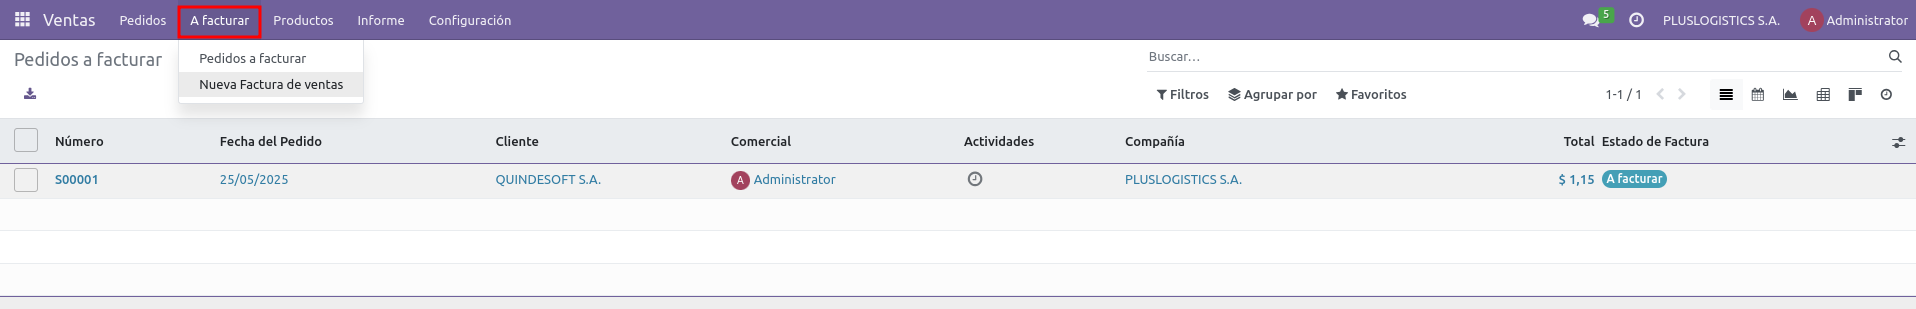 Ventas Pedidos A facturar Productos Informe Configuración 5 PLUSLOGISTICS S.A. A Administrator
Pedidos a facturar
Pedidos a facturar
Nueva Factura de ventas
Buscar...
Filtros Agrupar por Favoritos 1-1 / 1
Número Fecha del Pedido Cliente Comercial Actividades Compañía Total Estado de Factura
S00001 25/05/2025 QUINDESOFT S.A. A Administrator PLUSLOGISTICS S.A. $ 1,15 A facturar